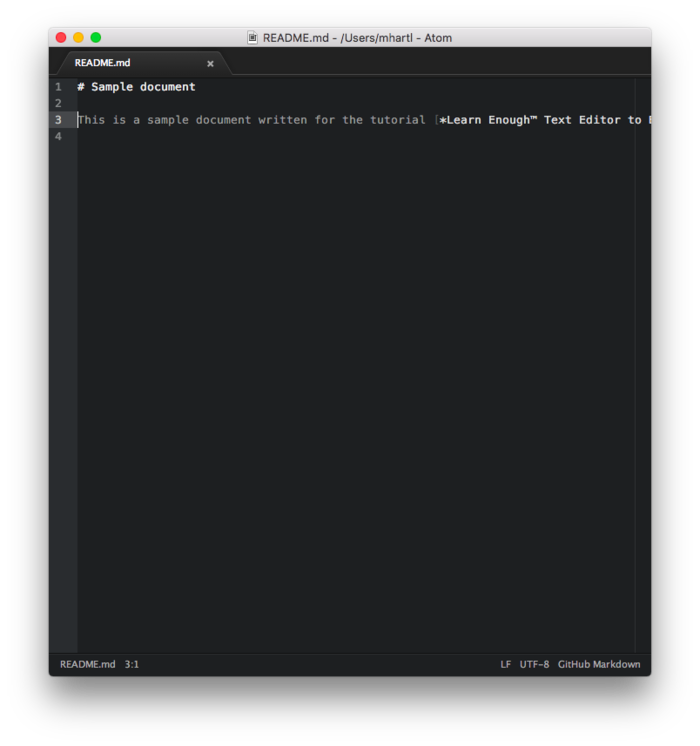 README.md - /Users/mhartl - Atom
README.md
1 # Sample document
2
3 This is a sample document written for the tutorial [*Learn Enough™ Text Editor to
4
README.md 3:1 LF UTF-8 GitHub Markdown